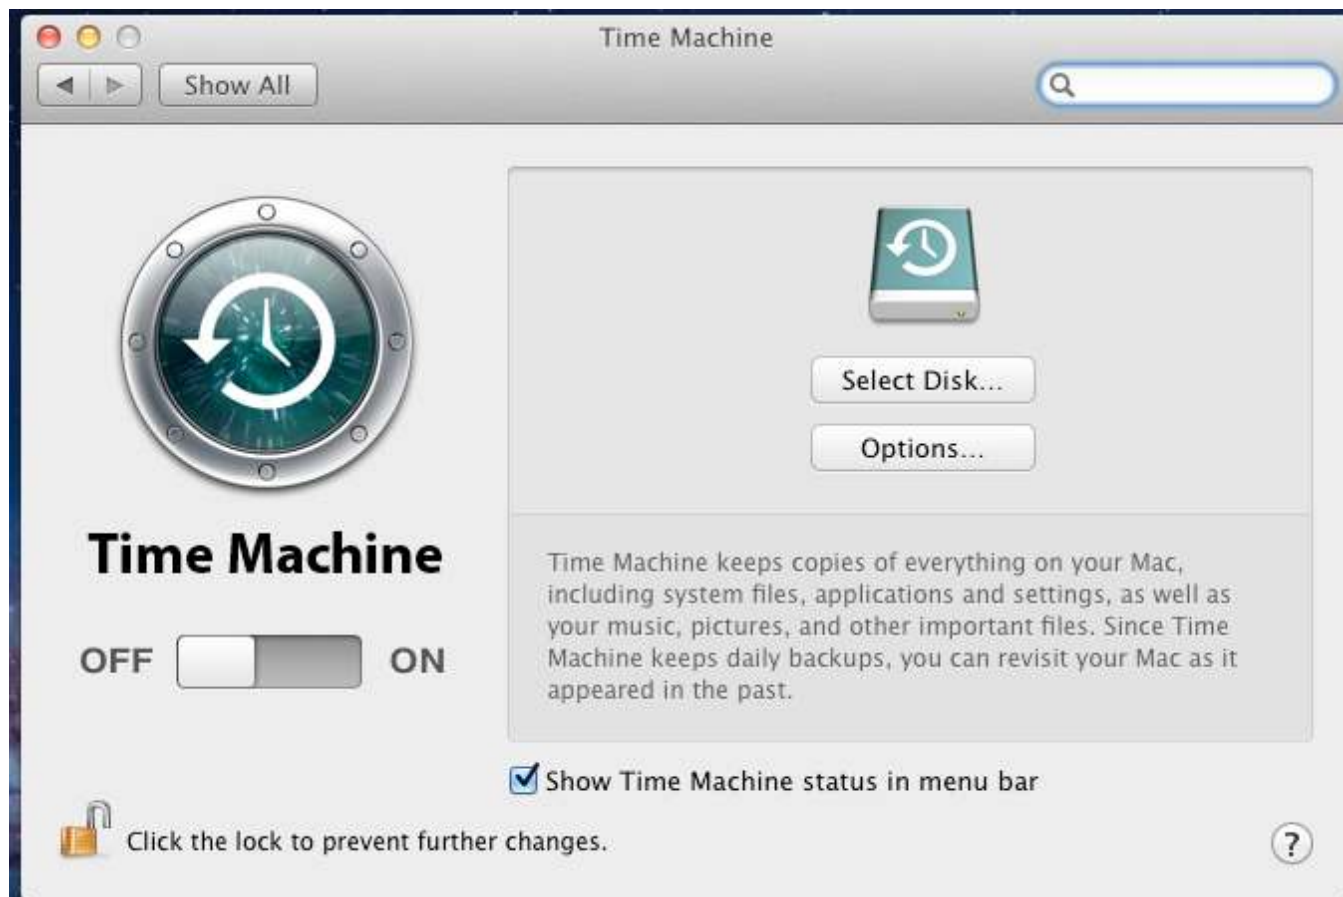 Time Machine
Show All
Select Disk...
Options...
Time Machine
OFF ON
Time Machine keeps copies of everything on your Mac,
including system files, applications and settings, as well as
your music, pictures, and other important files. Since Time
Machine keeps daily backups, you can revisit your Mac as it
appeared in the past.
Show Time Machine status in menu bar
Click the lock to prevent further changes.
?